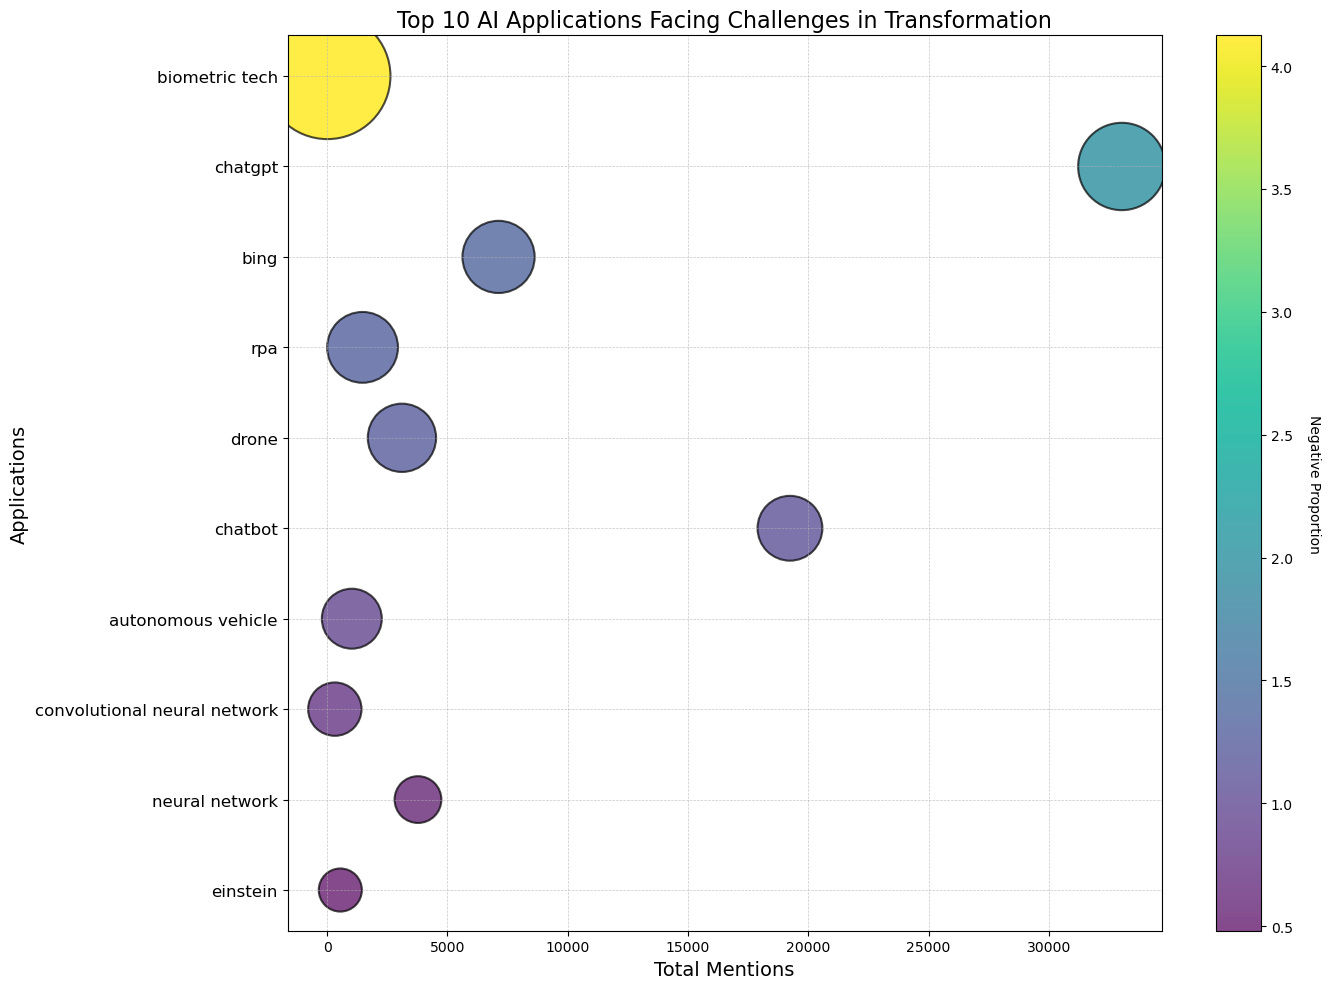 Top 10 AI Applications Facing Challenges in Transformation
Applications
biometric tech
chatgpt
bing
rpa
drone
chatbot
autonomous vehicle
convolutional neural network
neural network
einstein
0
5000
10000
15000
20000
25000
30000
Total Mentions
4.0
3.5
3.0
2.5
2.0
1.5
1.0
0.5
Negative Proportion